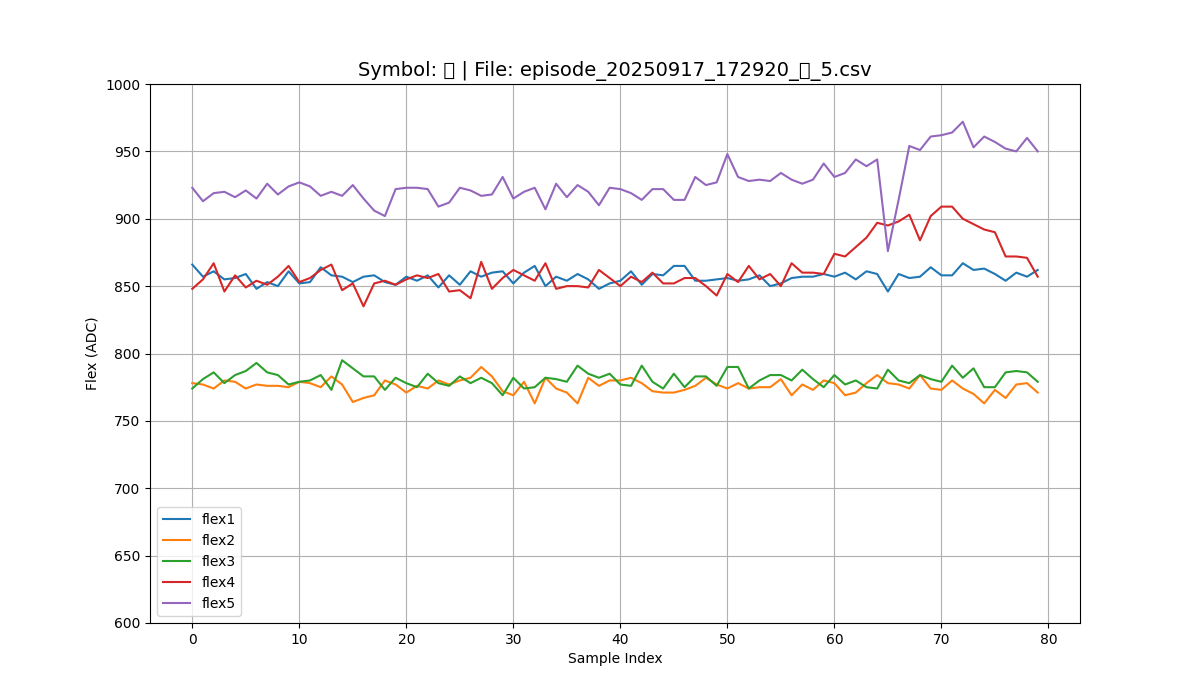 Symbol: | File: episode_20250917_172920_ _5.csv
1000
950
900
850
800
750
700
650
600
Flex (ADC)
flex1
flex2
flex3
flex4
flex5
0 10 20 30 40 50 60 70 80
Sample Index